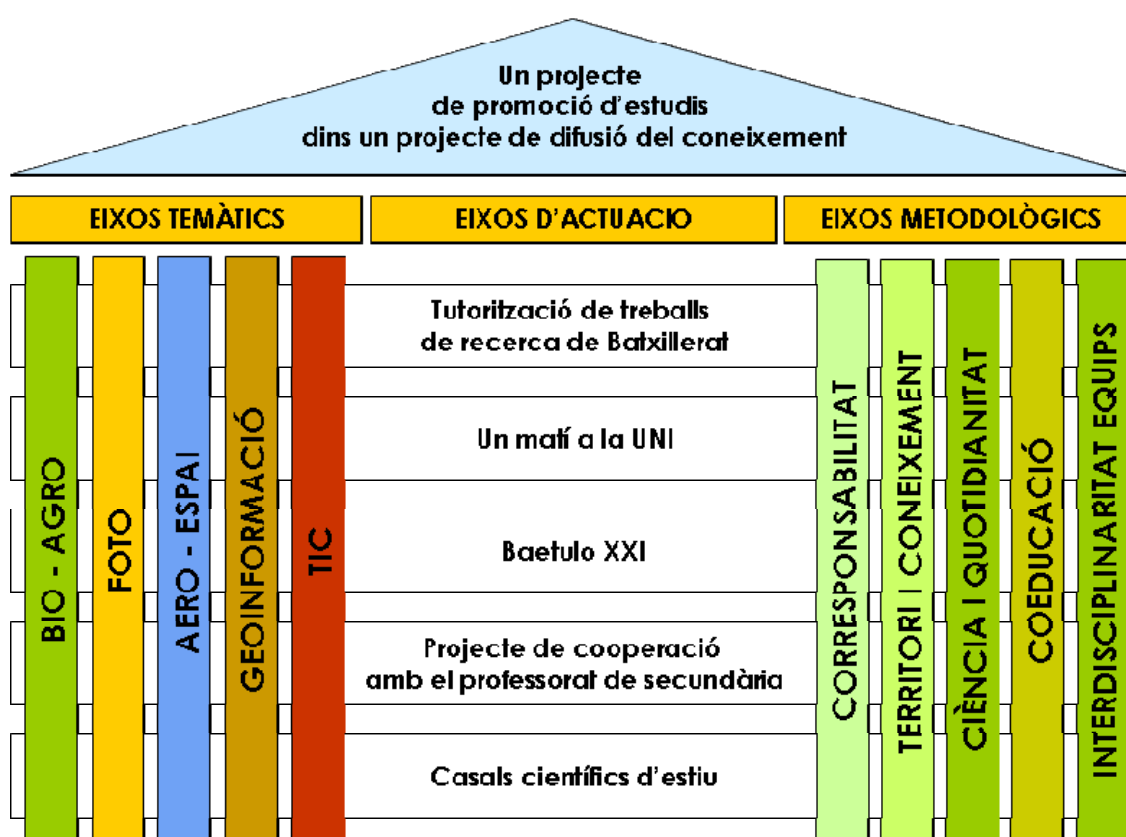 Un projecte
de promoció d'estudis
dins un projecte de difusió del coneixement
EIXOS TEMÀTICS
EIXOS D'ACTUACIO
EIXOS METODOLÒGICS
BIO - AGRO
FOTO
AERO - ESPAI
GEOINFORMACIÓ
TIC
Tutorització de treballs
de recerca de Batxillerat
Un matí a la UNI
Baetulo XXI
Projecte de cooperació
amb el professorat de secundària
Casals científics d'estiu
CORRESPONSABILITAT
TERRITORI I CONEIXEMENT
CIÈNCIA I QUOTIDIANITAT
COEDUCACIÓ
INTERDISCIPLINARITAT EQUIPS